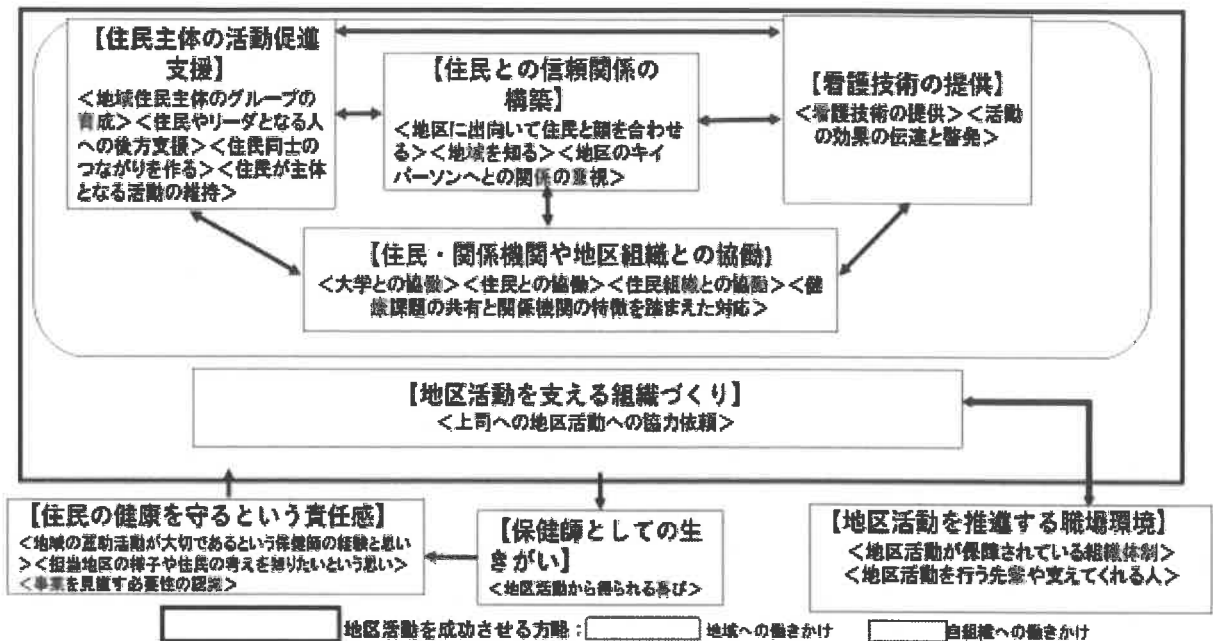 【住民主体の活動促進
支援】
<地域住民主体のグループの
育成><住民やリーダとなる人
への後方支援><住民同士の
つながりを作る><住民が主体
となる活動の維持>
【住民との信頼関係の
構築】
<地区に出向いて住民と顔を合わせ
る><地域を知る><地区のキイ
パーソンへとの関係の重視>
【看護技術の提供】
<看護技術の提供><活動
の効果の伝達と啓発>
【住民・関係機関や地区組織との協働】
<大学との協働><住民との協働><住民組織との協働><健
康課題の共有と関係機関の特徴を踏まえた対応>
【地区活動を支える組織づくり】
<上司への地区活動への協力依頼>
【住民の健康を守るという責任感】
<地域の互助活動が大切であるという保健師の経験と思い
><担当地区の様子や住民の考えを知りたいという思い>
<事業を見直す必要性の認識>
【保健師としての生
きがい】
<地区活動から得られる喜び>
【地区活動を推進する職場環境】
<地区活動が保障されている組織体制>
<地区活動を行う先輩や支えてくれる人>
地区活動を成功させる方略: 地域への働きかけ 自組織への働きかけ